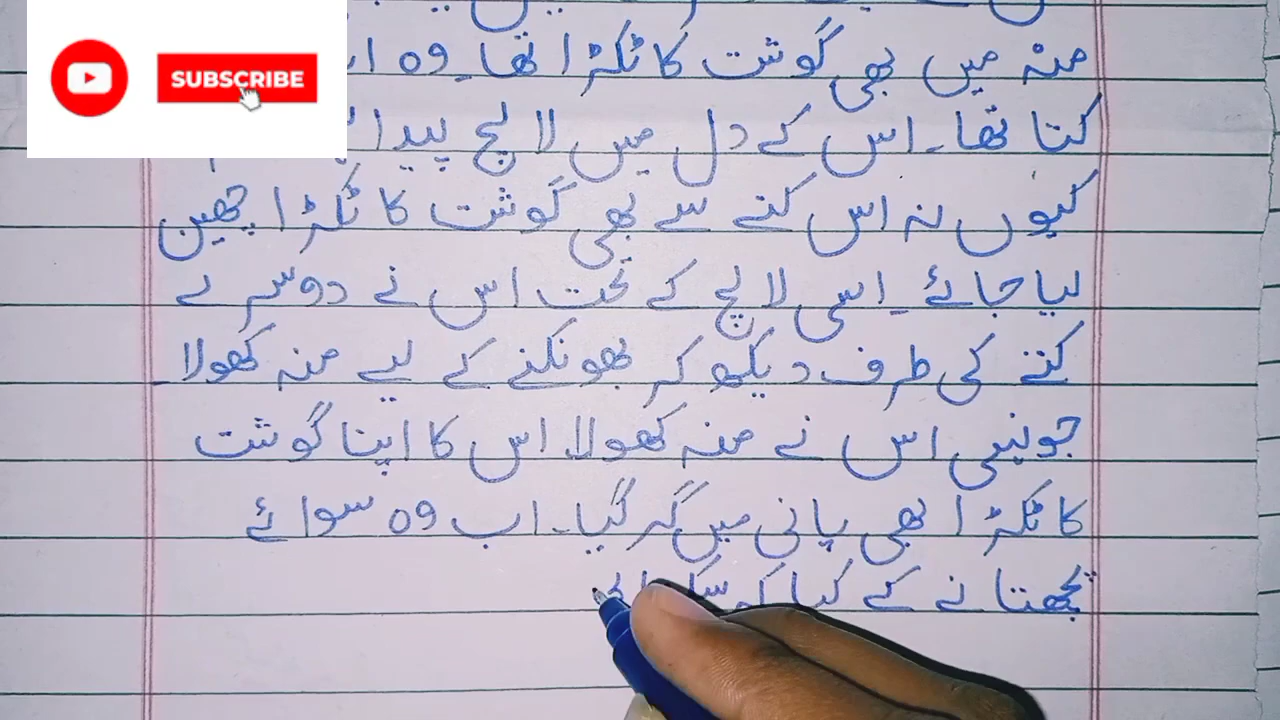 SUBSCRIBE
منہ میں بھی گوشت کا ٹکڑا تھا۔ وہ
کتا تھا۔ اس کے دل میں لالچ پیدا
کیوں نہ اس کتے سے بھی گوشت کا ٹکڑا چھین
لیا جائے۔ اسی لالچ کے تحت اس نے دوسرے
کتے کی طرف دیکھ کر بھونکنے کے لیے منہ کھولا
جونہی اس نے منہ کھولا اس کا اپنا گوشت
کا ٹکڑا بھی پانی میں گر گیا۔ اب وہ سوائے
پچھتانے کے کیا کر